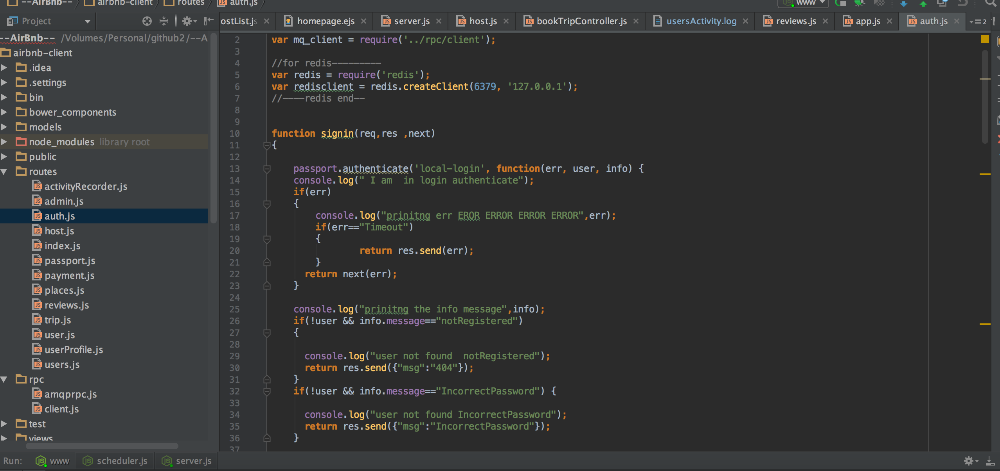 --AirBnb-- airbnb-client routes auth.js www
Project ostList.js homepage.ejs server.js host.js bookTripController.js usersActivity.log reviews.js app.js auth.js 2
--AirBnb-- /Volumes/Personal/github2/--A
airbnb-client
.idea
.settings
bin
bower_components
models
node_modules library root
public
routes
activityRecorder.js
admin.js
auth.js
host.js
index.js
passport.js
payment.js
places.js
reviews.js
trip.js
user.js
userProfile.js
users.js
rpc
amqprpc.js
client.js
test
views
2 var mq_client = require('../rpc/client');
3
4 //for redis---------
5 var redis = require('redis');
6 var redisclient = redis.createClient(6379, '127.0.0.1');
7 //----redis end--
8
9
10 function signin(req,res ,next)
11 {
12
13 passport.authenticate('local-login', function(err, user, info) {
14 console.log(" I am  in login authenticate");
15 if(err)
16 {
17 console.log("prinitng err EROR ERROR ERROR ERROR",err);
18 if(err=="Timeout")
19 {
20 return res.send(err);
21 }
22 return next(err);
23 }
24
25 console.log("prinitng the info message",info);
26 if(!user && info.message=="notRegistered")
27 {
28
29 console.log("user not found  notRegistered");
30 return res.send({"msg":"404"});
31 }
32 if(!user && info.message=="IncorrectPassword") {
33
34 console.log("user not found IncorrectPassword");
35 return res.send({"msg":"IncorrectPassword"});
36 }
37
Run: www scheduler.js server.js